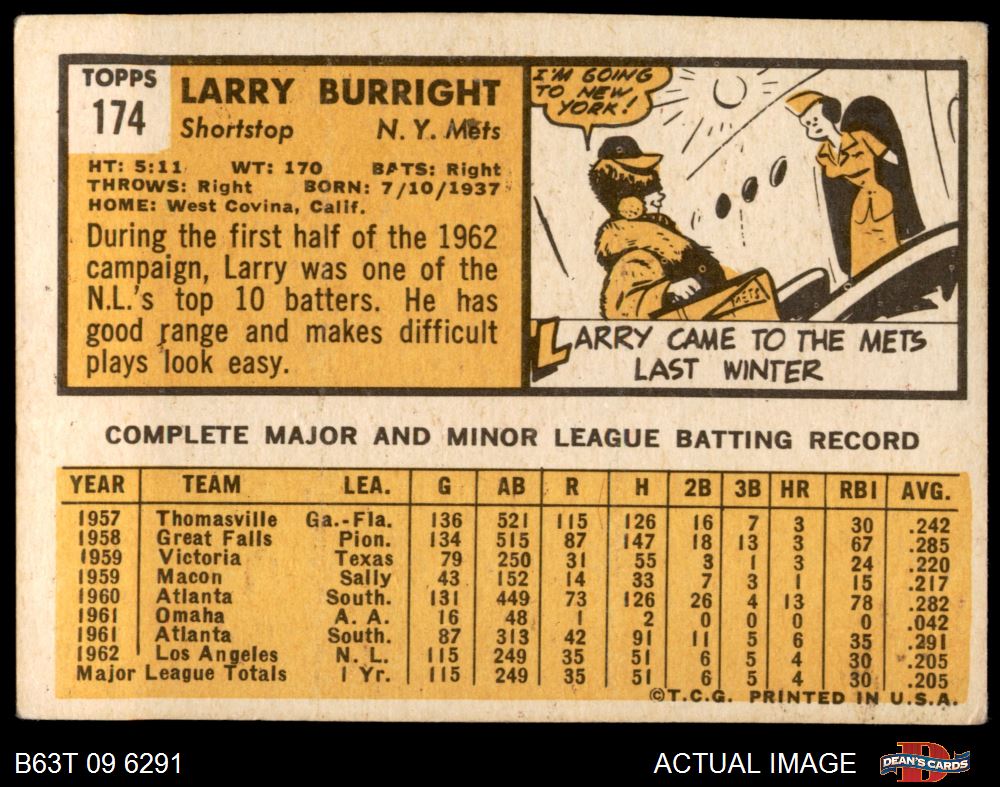 TOPPS
174
LARRY BURRIGHT
Shortstop N. Y. Mets
HT: 5:11 WT: 170 BATS: Right
THROWS: Right BORN: 7/10/1937
HOME: West Covina, Calif.
During the first half of the 1962
campaign, Larry was one of the
N.L.'s top 10 batters. He has
good range and makes difficult
plays look easy.
I'M GOING
TO NEW
YORK!
METS
LARRY CAME TO THE METS
LAST WINTER
COMPLETE MAJOR AND MINOR LEAGUE BATTING RECORD
YEAR TEAM LEA. G AB R H 2B 3B HR RBI AVG.
1957 Thomasville Ga.-Fla. 136 521 115 126 16 7 3 30 .242
1958 Great Falls Pion. 134 515 87 147 18 13 3 67 .285
1959 Victoria Texas 79 250 31 55 3 1 3 24 .220
1959 Macon Sally 43 152 14 33 7 3 1 15 .217
1960 Atlanta South. 131 449 73 126 26 4 13 78 .282
1961 Omaha A. A. 16 48 1 2 0 0 0 0 .042
1961 Atlanta South. 87 313 42 91 11 5 6 35 .291
1962 Los Angeles N. L. 115 249 35 51 6 5 4 30 .205
Major League Totals 1 Yr. 115 249 35 51 6 5 4 30 .205
©T.C.G. PRINTED IN U.S.A.
B63T 09 6291 ACTUAL IMAGE DEAN'S CARDS